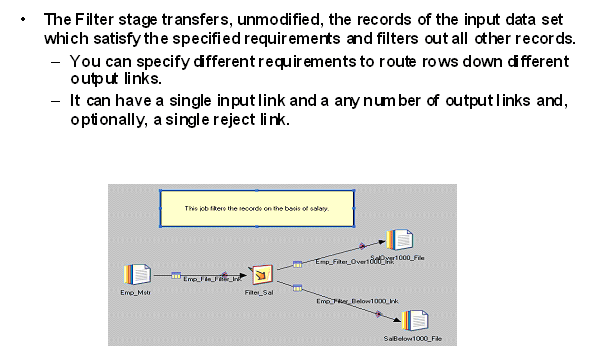 • The Filter stage transfers, unmodified, the records of the input data set
which satisfy the specified requirements and filters out all other records.
– You can specify different requirements to route rows down different
output links.
– It can have a single input link and a any number of output links and,
optionally, a single reject link.
This job filters the records on the basis of salary.
SalOver1000_File
Emp_Filter_Over1000_lnk
Emp_File_Filter_lnk
Emp_Mstr
Filter_Sal
Emp_Filter_Below1000_lnk
SalBelow1000_File